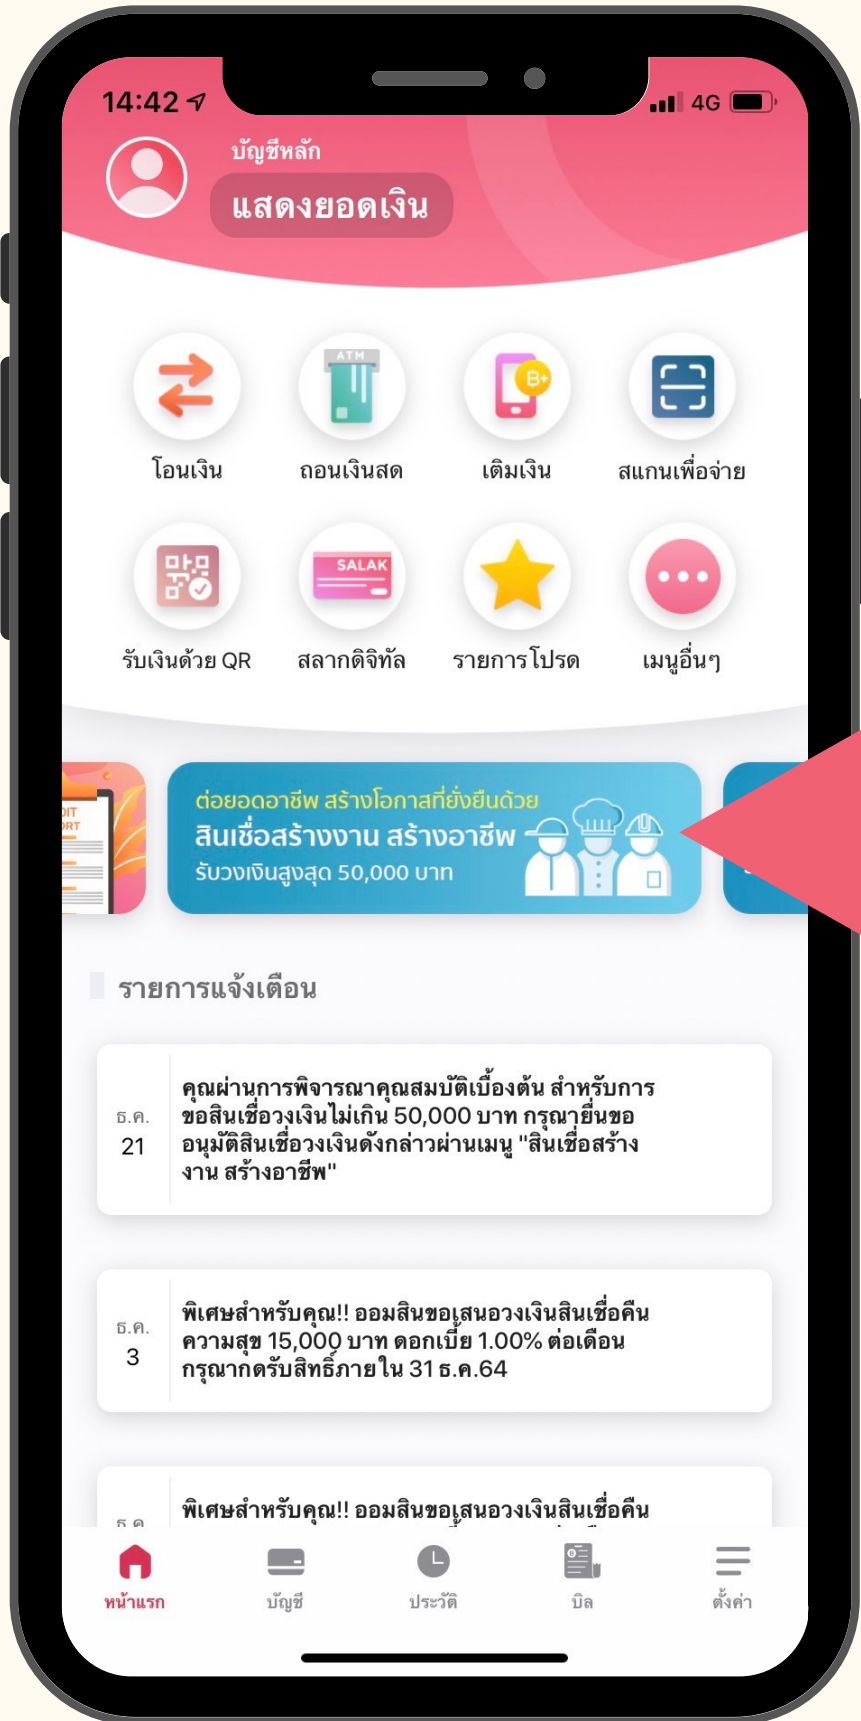 14:42
4G
บัญชีหลัก
แสดงยอดเงิน
ATM
B+
โอนเงิน
ถอนเงินสด
เติมเงิน
สแกนเพื่อจ่าย
SALAK
รับเงินด้วย QR
สลากดิจิทัล
รายการโปรด
เมนูอื่นๆ
ต่อยอดอาชีพ สร้างโอกาสที่ยั่งยืนด้วย
สินเชื่อสร้างงาน สร้างอาชีพ
รับวงเงินสูงสุด 50,000 บาท
รายการแจ้งเตือน
ธ.ค.
21
คุณผ่านการพิจารณาคุณสมบัติเบื้องต้น สำหรับการ
ขอสินเชื่อวงเงินไม่เกิน 50,000 บาท กรุณายื่นขอ
อนุมัติสินเชื่อวงเงินดังกล่าวผ่านเมนู "สินเชื่อสร้าง
งาน สร้างอาชีพ"
ธ.ค.
3
พิเศษสำหรับคุณ!! ออมสินขอเสนอวงเงินสินเชื่อคืน
ความสุข 15,000 บาท ดอกเบี้ย 1.00% ต่อเดือน
กรุณากดรับสิทธิ์ภายใน 31 ธ.ค.64
พิเศษสำหรับคุณ!! ออมสินขอเสนอวงเงินสินเชื่อคืน
หน้าแรก
บัญชี
ประวัติ
บิล
ตั้งค่า